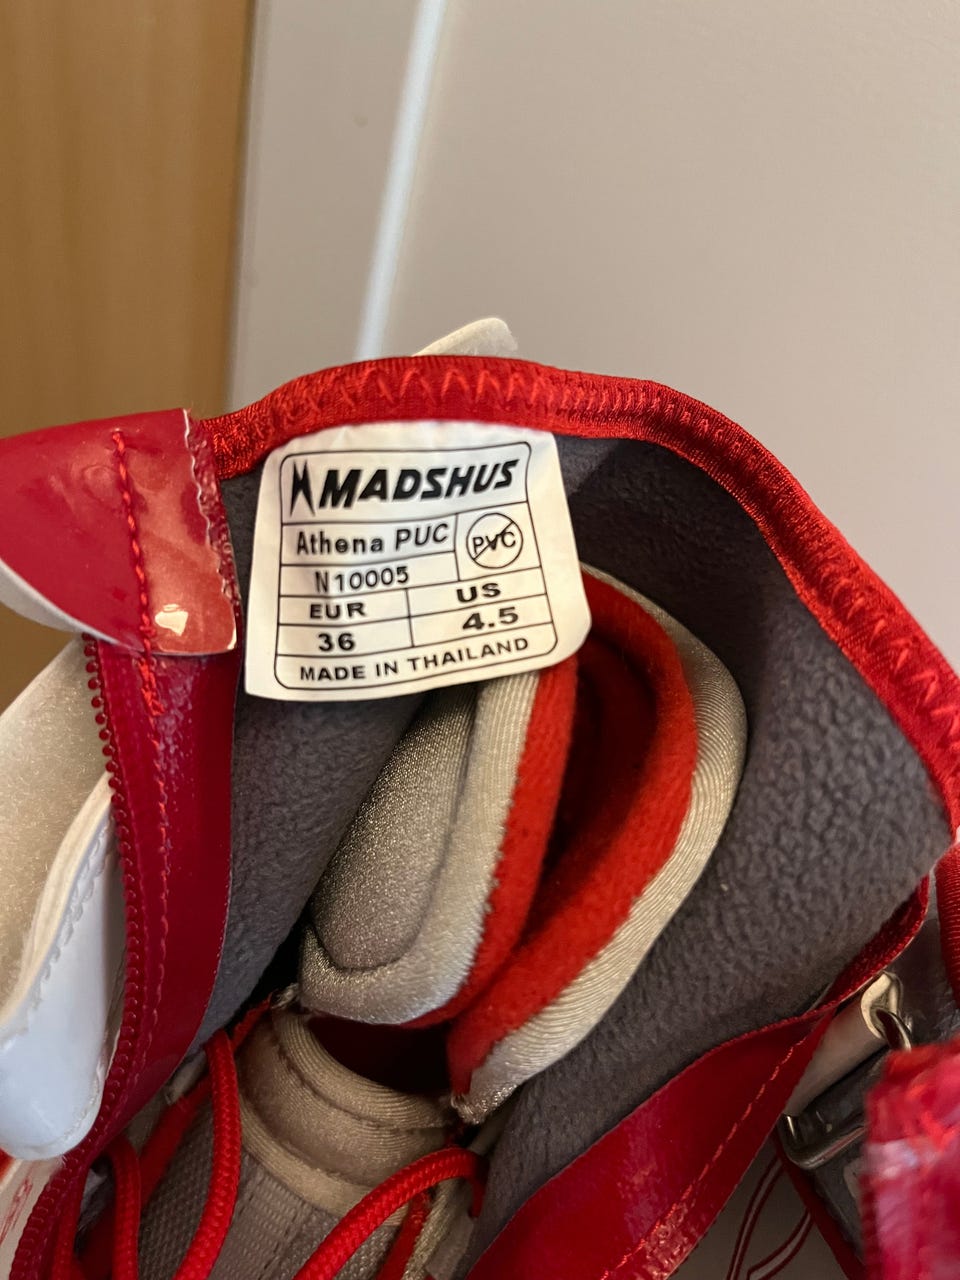 MADSHUS
Athena PUC
PVC
N10005
EUR US
36 4.5
MADE IN THAILAND